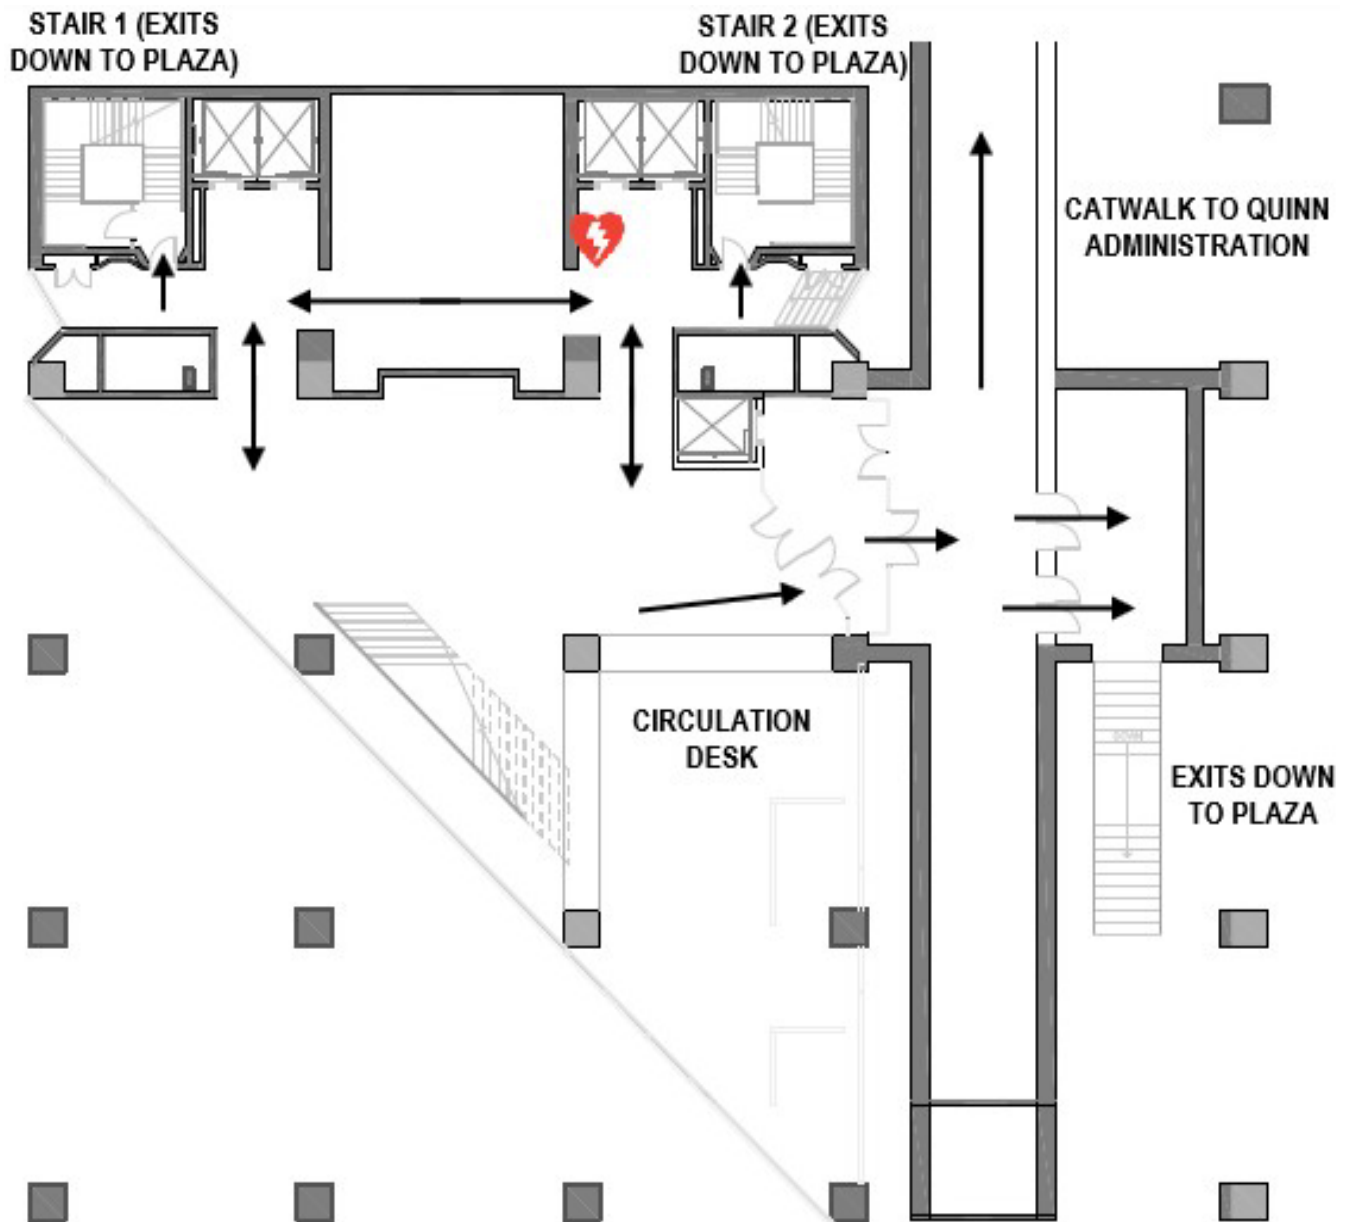 STAIR 1 (EXITS
DOWN TO PLAZA)
STAIR 2 (EXITS
DOWN TO PLAZA)
CATWALK TO QUINN
ADMINISTRATION
CIRCULATION
DESK
EXITS DOWN
TO PLAZA